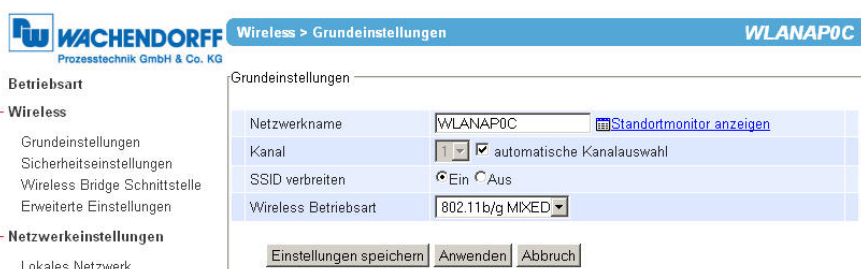 WACHENDORFF
Prozesstechnik GmbH & Co. KG
Wireless > Grundeinstellungen
WLANAP0C
Betriebsart
Wireless
Grundeinstellungen
Sicherheitseinstellungen
Wireless Bridge Schnittstelle
Erweiterte Einstellungen
Netzwerkeinstellungen
Lokales Netzwerk
Grundeinstellungen
Netzwerkname WLANAP0C Standortmonitor anzeigen
Kanal 1 automatische Kanalauswahl
SSID verbreiten Ein Aus
Wireless Betriebsart 802.11b/g MIXED
Einstellungen speichern Anwenden Abbruch